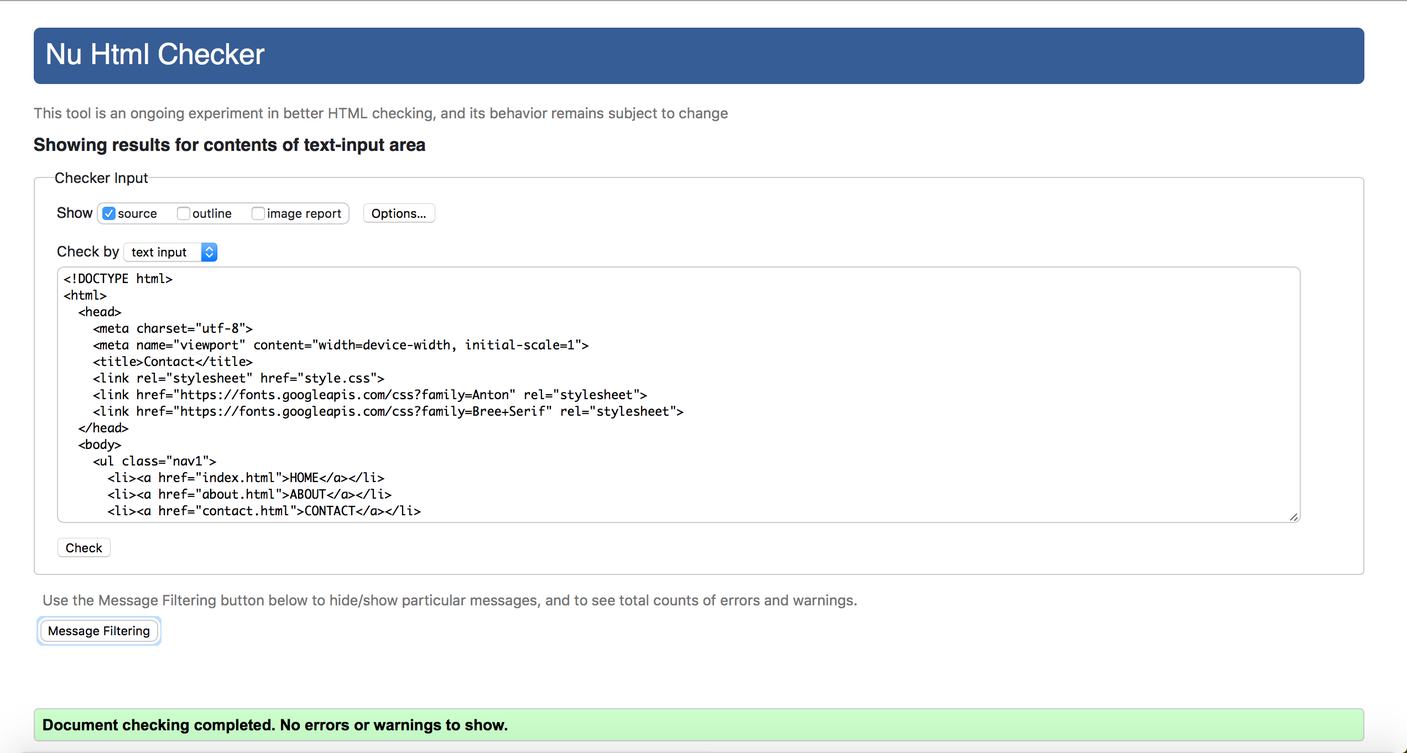 Nu Html Checker
This tool is an ongoing experiment in better HTML checking, and its behavior remains subject to change
Showing results for contents of text-input area
Checker Input
Show source outline image report Options...
Check by text input
<!DOCTYPE html>
<html>
  <head>
    <meta charset="utf-8">
    <meta name="viewport" content="width=device-width, initial-scale=1">
    <title>Contact</title>
    <link rel="stylesheet" href="style.css">
    <link href="https://fonts.googleapis.com/css?family=Anton" rel="stylesheet">
    <link href="https://fonts.googleapis.com/css?family=Bree+Serif" rel="stylesheet">
  </head>
  <body>
    <ul class="nav1">
      <li><a href="index.html">HOME</a></li>
      <li><a href="about.html">ABOUT</a></li>
      <li><a href="contact.html">CONTACT</a></li>
Check
Use the Message Filtering button below to hide/show particular messages, and to see total counts of errors and warnings.
Message Filtering
Document checking completed. No errors or warnings to show.